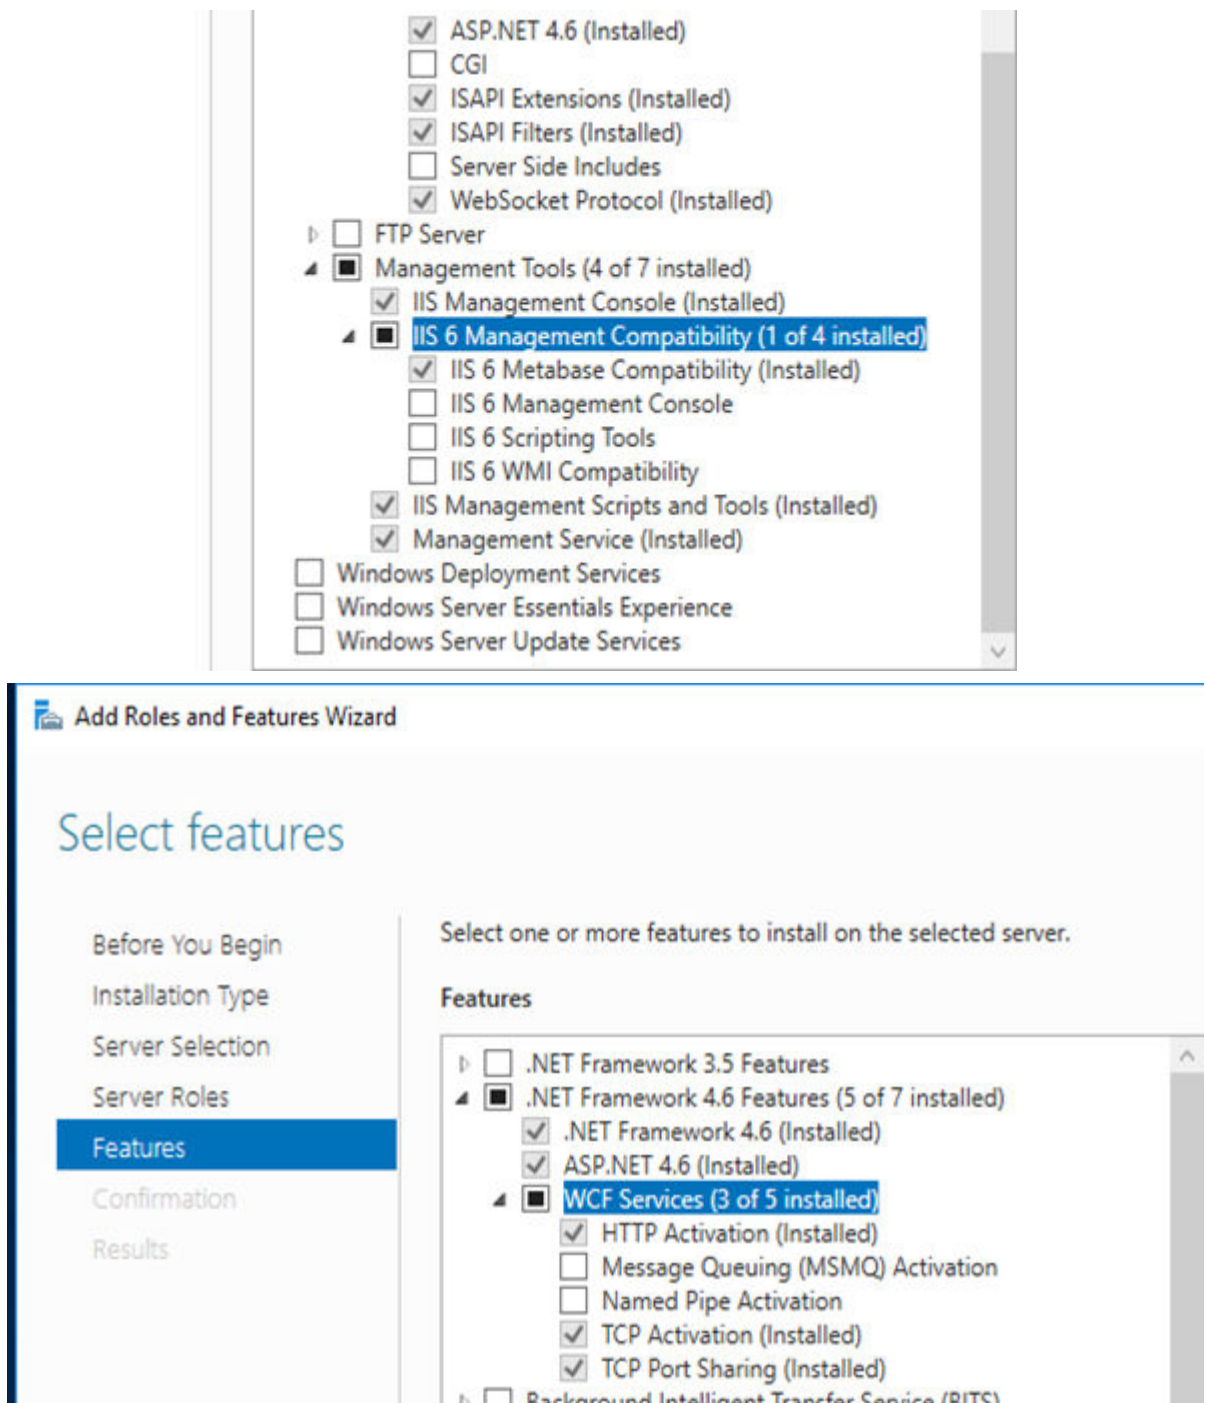 ASP.NET 4.6 (Installed)
CGI
ISAPI Extensions (Installed)
ISAPI Filters (Installed)
Server Side Includes
WebSocket Protocol (Installed)
FTP Server
Management Tools (4 of 7 installed)
IIS Management Console (Installed)
IIS 6 Management Compatibility (1 of 4 installed)
IIS 6 Metabase Compatibility (Installed)
IIS 6 Management Console
IIS 6 Scripting Tools
IIS 6 WMI Compatibility
IIS Management Scripts and Tools (Installed)
Management Service (Installed)
Windows Deployment Services
Windows Server Essentials Experience
Windows Server Update Services
Add Roles and Features Wizard
Select features
Before You Begin
Installation Type
Server Selection
Server Roles
Features
Confirmation
Results
Select one or more features to install on the selected server.
Features
.NET Framework 3.5 Features
.NET Framework 4.6 Features (5 of 7 installed)
.NET Framework 4.6 (Installed)
ASP.NET 4.6 (Installed)
WCF Services (3 of 5 installed)
HTTP Activation (Installed)
Message Queuing (MSMQ) Activation
Named Pipe Activation
TCP Activation (Installed)
TCP Port Sharing (Installed)
Background Intelligent Transfer Service (BITS)